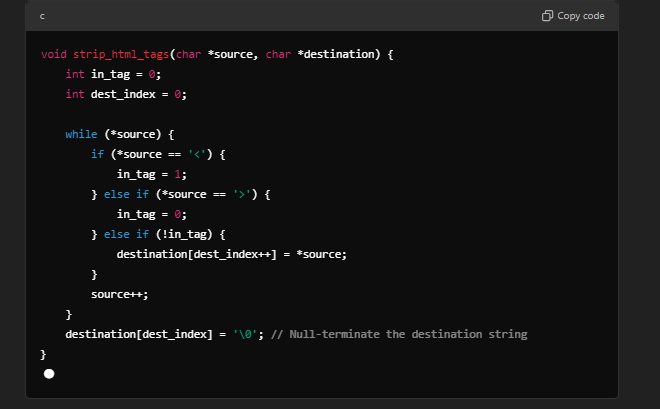 c
Copy code
void strip_html_tags(char *source, char *destination) {
    int in_tag = 0;
    int dest_index = 0;

    while (*source) {
        if (*source == '<') {
            in_tag = 1;
        } else if (*source == '>') {
            in_tag = 0;
        } else if (!in_tag) {
            destination[dest_index++] = *source;
        }
        source++;
    }
    destination[dest_index] = '\0'; // Null-terminate the destination string
}